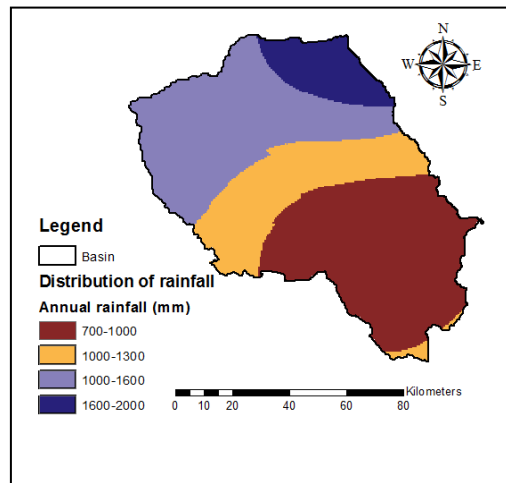 N
W E
S
Legend
Basin
Distribution of rainfall
Annual rainfall (mm)
700-1000
1000-1300
1000-1600
1600-2000
Kilometers
0 5 10 20 40 60 80